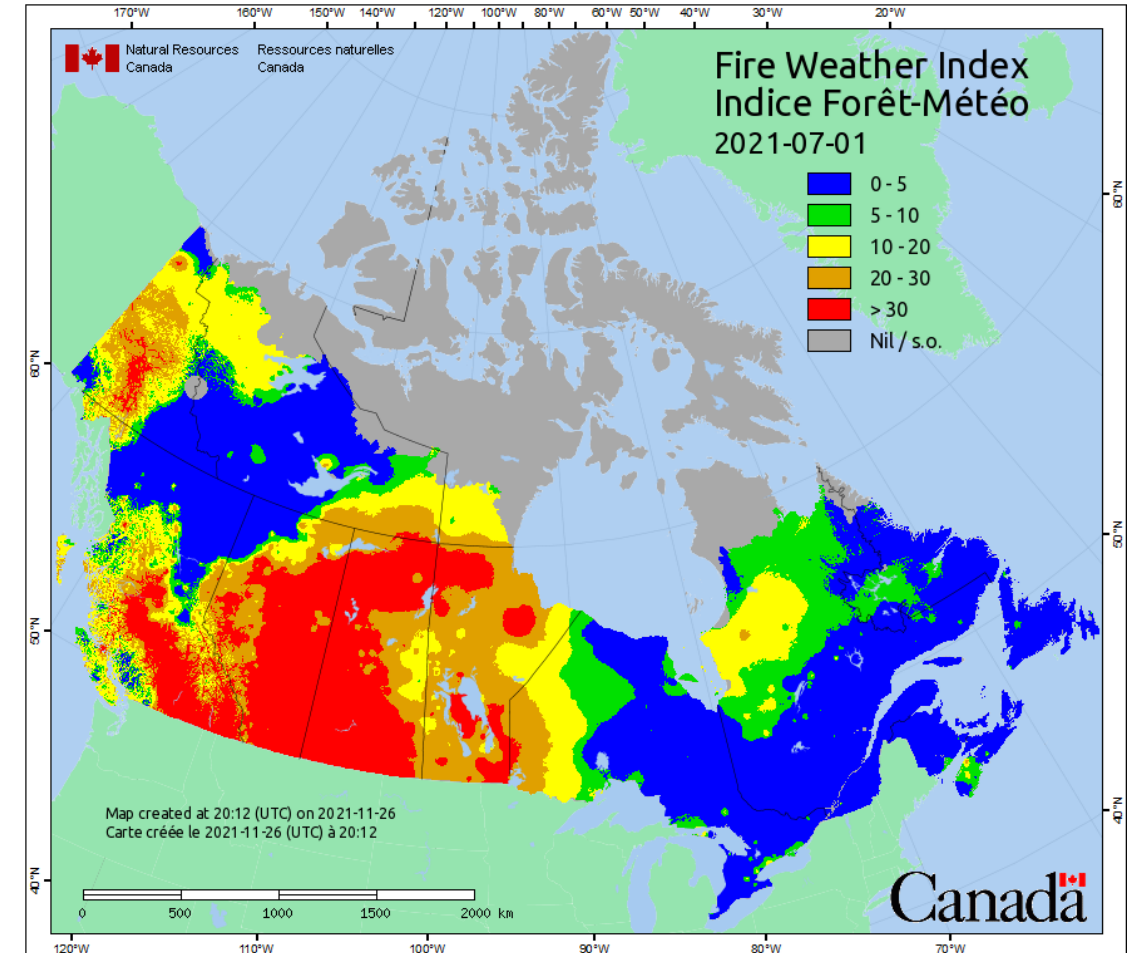 170°W 160°W 150°W 140°W 120°W 100°W 80°W 60°W 50°W 40°W 30°W 20°W
Natural Resources Canada
Ressources naturelles Canada
Fire Weather Index
Indice Forêt-Météo
2021-07-01
0 - 5
5 - 10
10 - 20
20 - 30
> 30
Nil / s.o.
60°N
60°N
50°N
50°N
40°N
40°N
Map created at 20:12 (UTC) on 2021-11-26
Carte créée le 2021-11-26 (UTC) à 20:12
0 500 1000 1500 2000 km
Canada
120°W 110°W 100°W 90°W 80°W 70°W